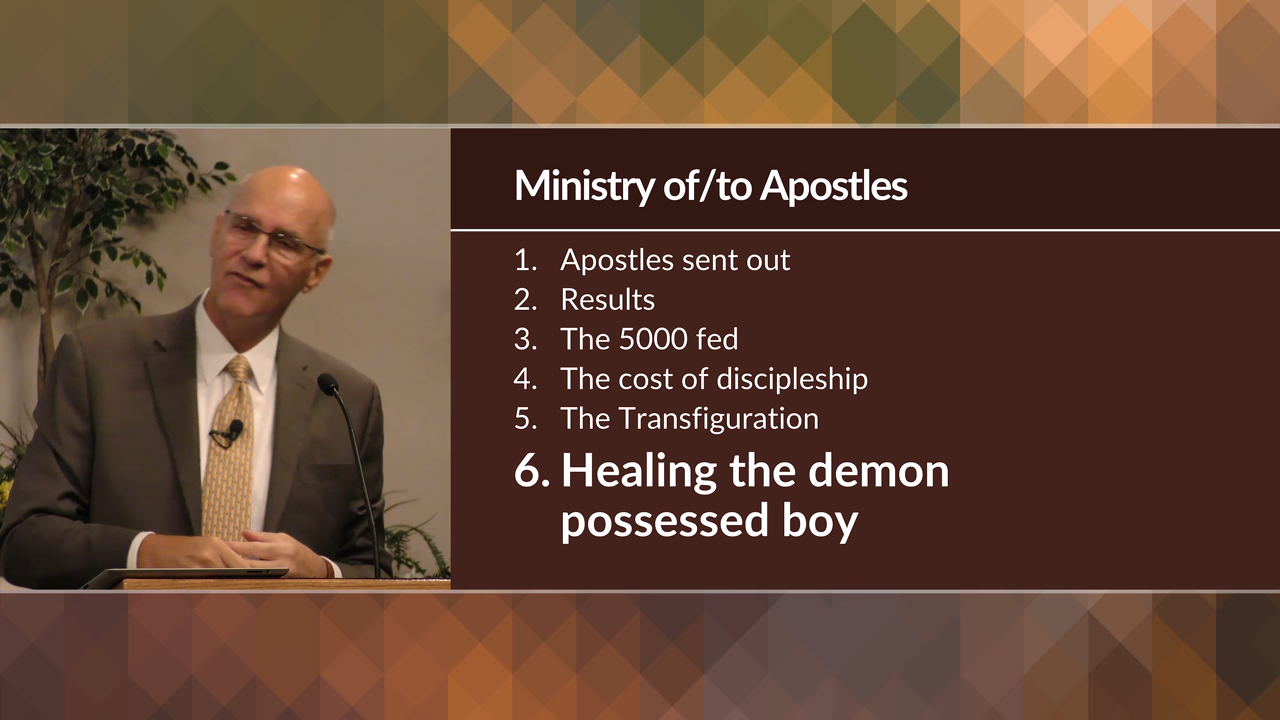 Ministry of/to Apostles
1. Apostles sent out
2. Results
3. The 5000 fed
4. The cost of discipleship
5. The Transfiguration
6. Healing the demon
possessed boy